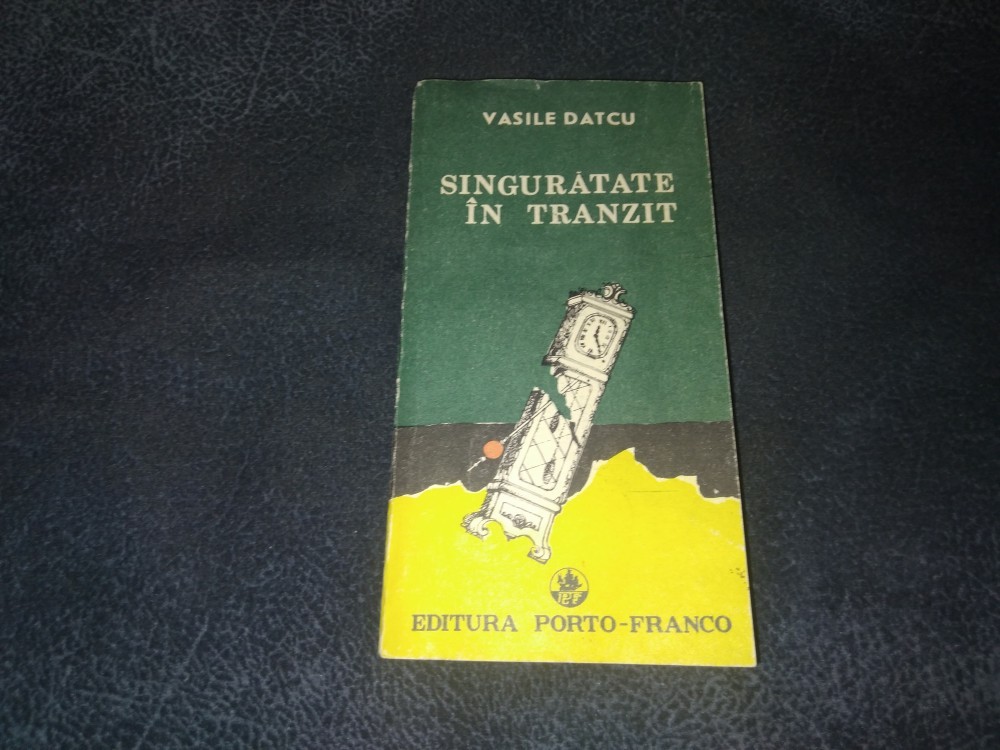 VASILE DATCU
SINGURĂTATE
ÎN TRANZIT
EDITURA PORTO-FRANCO